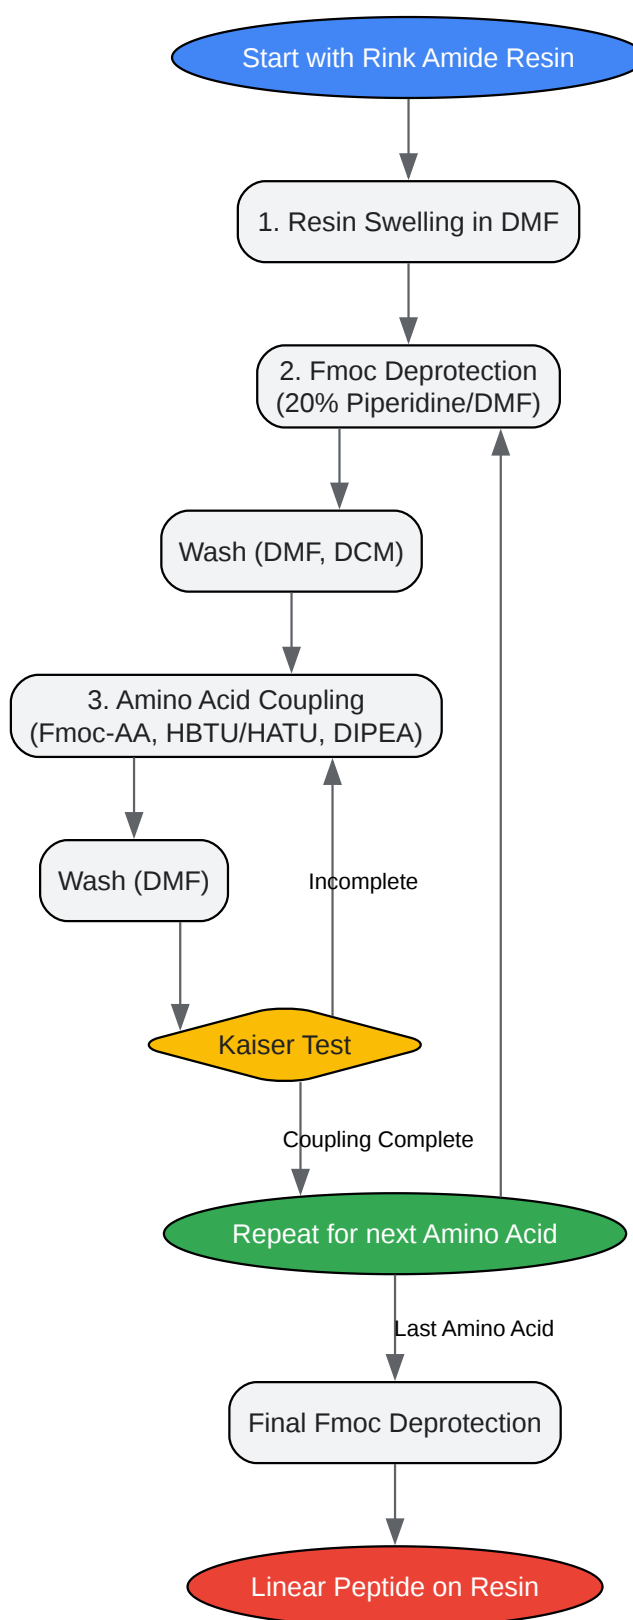 Start with Rink Amide Resin
1. Resin Swelling in DMF
2. Fmoc Deprotection
(20% Piperidine/DMF)
Wash (DMF, DCM)
3. Amino Acid Coupling
(Fmoc-AA, HBTU/HATU, DIPEA)
Wash (DMF)
Incomplete
Kaiser Test
Coupling Complete
Repeat for next Amino Acid
Last Amino Acid
Final Fmoc Deprotection
Linear Peptide on Resin